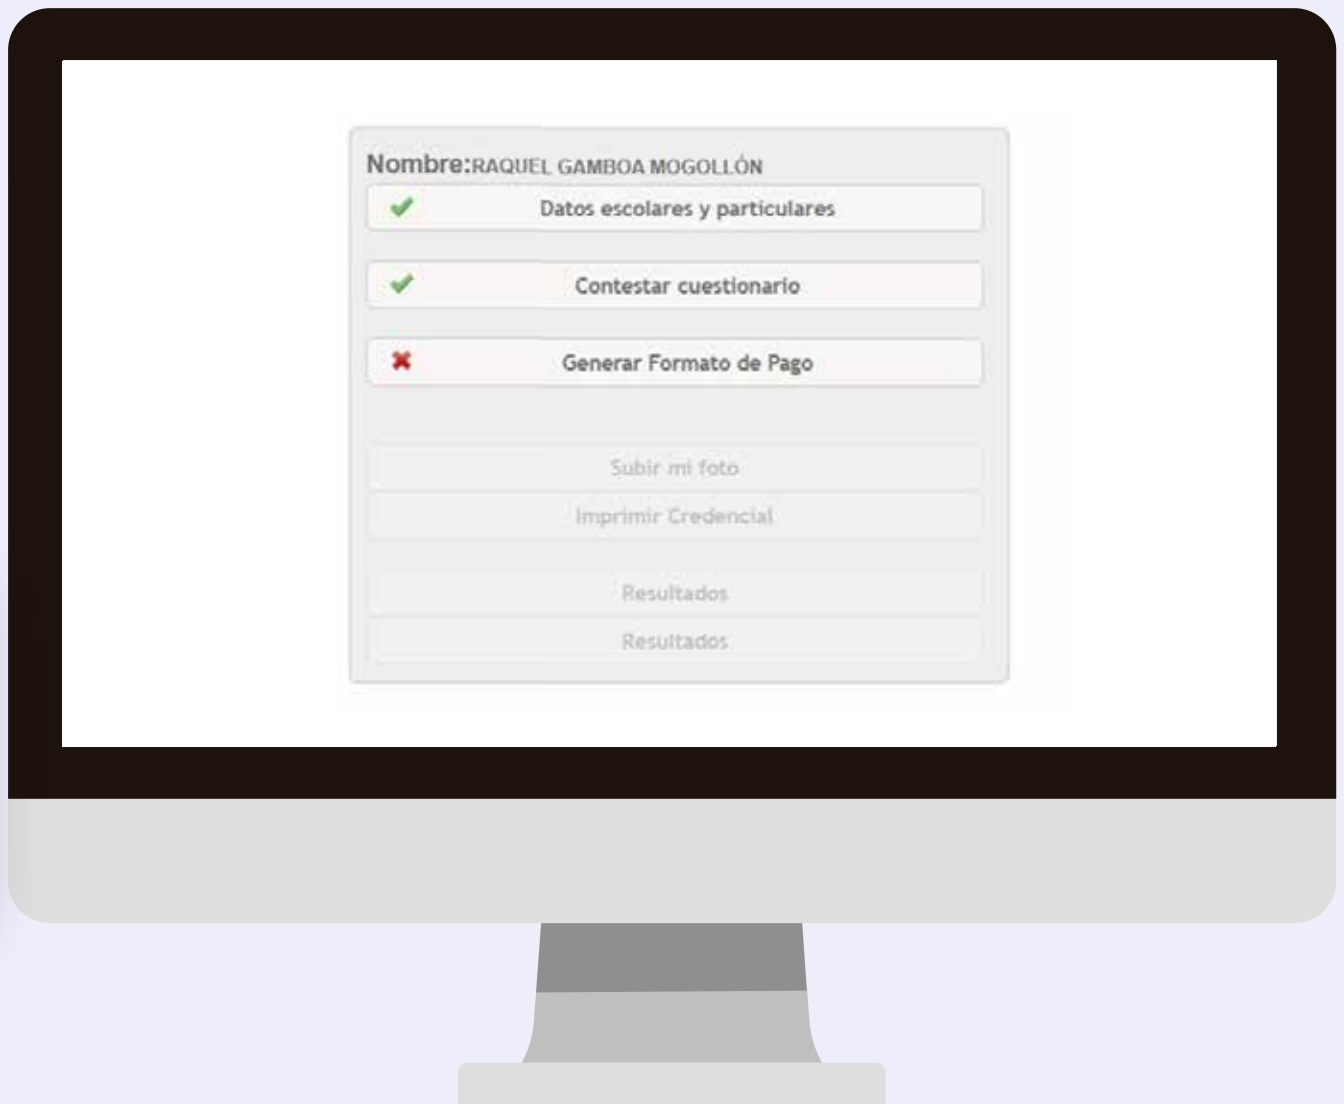 Nombre:RAQUEL GAMBOA MOGOLLÓN
Datos escolares y particulares
Contestar cuestionario
Generar Formato de Pago
Subir mi foto
Imprimir Credencial
Resultados
Resultados